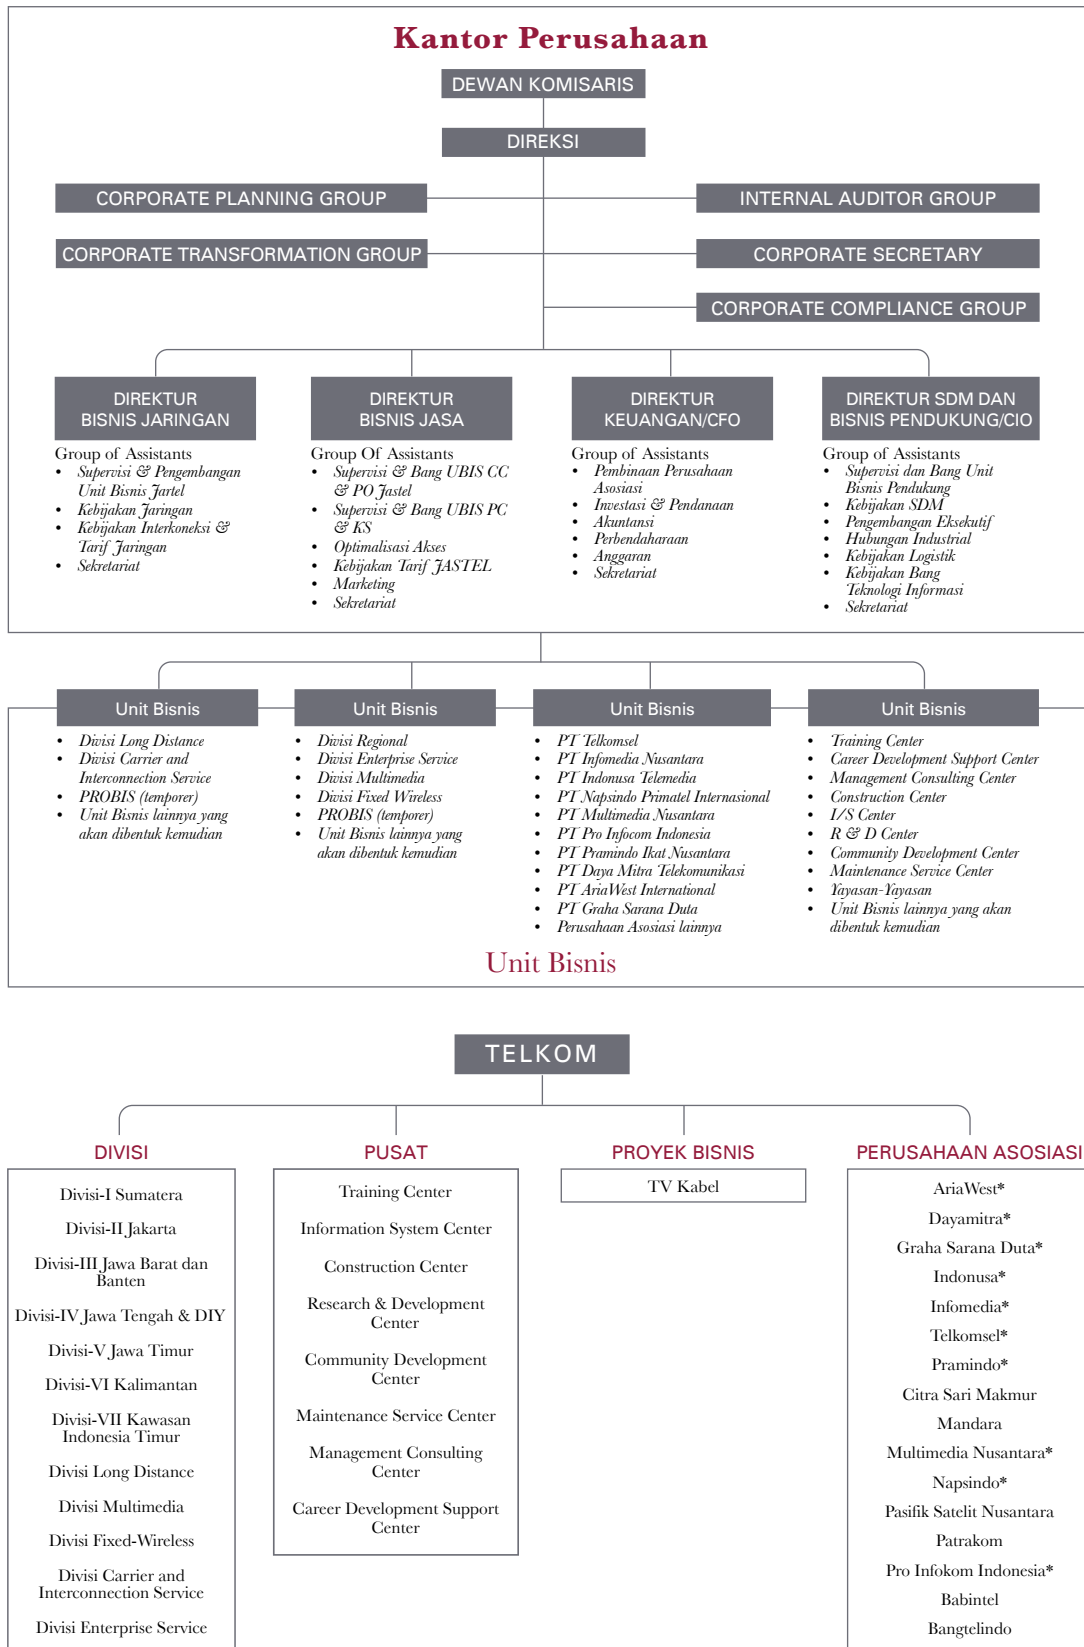 Kantor Perusahaan
DEWAN KOMISARIS
DIREKSI
CORPORATE PLANNING GROUP
INTERNAL AUDITOR GROUP
CORPORATE TRANSFORMATION GROUP
CORPORATE SECRETARY
CORPORATE COMPLIANCE GROUP
DIREKTUR
BISNIS JARINGAN
Group of Assistants
• Supervisi & Pengembangan
Unit Bisnis Jartel
• Kebijakan Jaringan
• Kebijakan Interkoneksi &
Tarif Jaringan
• Sekretariat
DIREKTUR
BISNIS JASA
Group Of Assistants
• Supervisi & Bang UBIS CC
& PO Jastel
• Supervisi & Bang UBIS PC
& KS
• Optimalisasi Akses
• Kebijakan Tarif JASTEL
• Marketing
• Sekretariat
DIREKTUR
KEUANGAN/CFO
Group of Assistants
• Pembinaan Perusahaan
Asosiasi
• Investasi & Pendanaan
• Akuntansi
• Perbendaharaan
• Anggaran
• Sekretariat
DIREKTUR SDM DAN
BISNIS PENDUKUNG/CIO
Group of Assistants
• Supervisi dan Bang Unit
Bisnis Pendukung
• Kebijakan SDM
• Pengembangan Eksekutif
• Hubungan Industrial
• Kebijakan Logistik
• Kebijakan Bang
Teknologi Informasi
• Sekretariat
Unit Bisnis
• Divisi Long Distance
• Divisi Carrier and
Interconnection Service
• PROBIS (temporer)
• Unit Bisnis lainnya yang
akan dibentuk kemudian
Unit Bisnis
• Divisi Regional
• Divisi Enterprise Service
• Divisi Multimedia
• Divisi Fixed Wireless
• PROBIS (temporer)
• Unit Bisnis lainnya yang
akan dibentuk kemudian
Unit Bisnis
• PT Telkomsel
• PT Infomedia Nusantara
• PT Indonusa Telemedia
• PT Napsindo Primatel Internasional
• PT Multimedia Nusantara
• PT Pro Infocom Indonesia
• PT Pramindo Ikat Nusantara
• PT Daya Mitra Telekomunikasi
• PT AriaWest International
• PT Graha Sarana Duta
• Perusahaan Asosiasi lainnya
Unit Bisnis
• Training Center
• Career Development Support Center
• Management Consulting Center
• Construction Center
• I/S Center
• R & D Center
• Community Development Center
• Maintenance Service Center
• Yayasan-Yayasan
• Unit Bisnis lainnya yang akan
dibentuk kemudian
Unit Bisnis
TELKOM
DIVISI
Divisi-I Sumatera
Divisi-II Jakarta
Divisi-III Jawa Barat dan
Banten
Divisi-IV Jawa Tengah & DIY
Divisi-V Jawa Timur
Divisi-VI Kalimantan
Divisi-VII Kawasan
Indonesia Timur
Divisi Long Distance
Divisi Multimedia
Divisi Fixed-Wireless
Divisi Carrier and
Interconnection Service
Divisi Enterprise Service
PUSAT
Training Center
Information System Center
Construction Center
Research & Development
Center
Community Development
Center
Maintenance Service Center
Management Consulting
Center
Career Development Support
Center
PROYEK BISNIS
TV Kabel
PERUSAHAAN ASOSIASI
AriaWest*
Dayamitra*
Graha Sarana Duta*
Indonusa*
Infomedia*
Telkomsel*
Pramindo*
Citra Sari Makmur
Mandara
Multimedia Nusantara*
Napsindo*
Pasifik Satelit Nusantara
Patrakom
Pro Infokom Indonesia*
Babintel
Bangtelindo